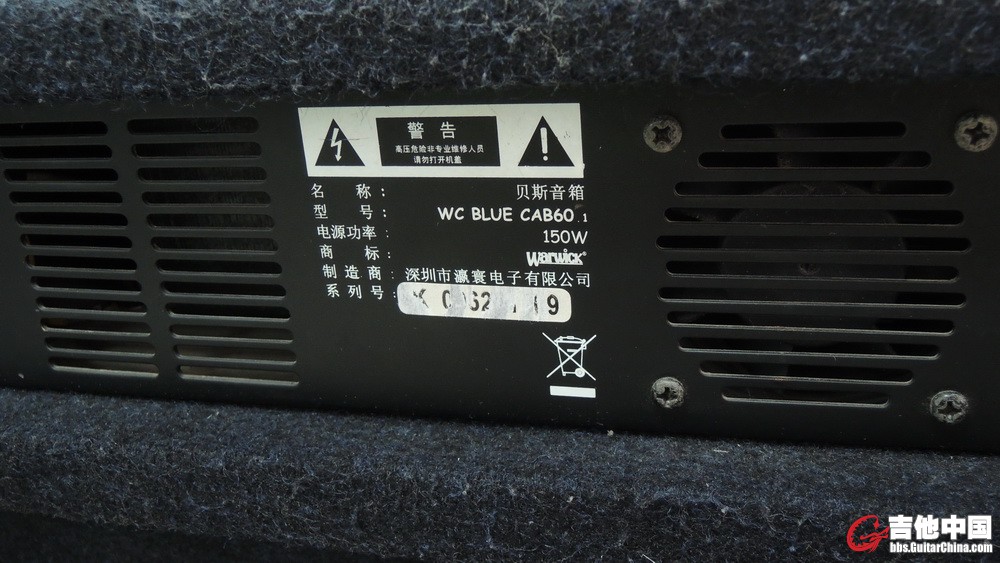 警告
高压危险非专业维修人员
请勿打开机盖
名 称: 贝斯音箱
型 号: WC BLUE CAB60.1
电源功率: 150W
商 标: Warwick®
制造商: 深圳市瀛寰电子有限公司
系列号:
吉他中国
bbs.GuitarChina.com